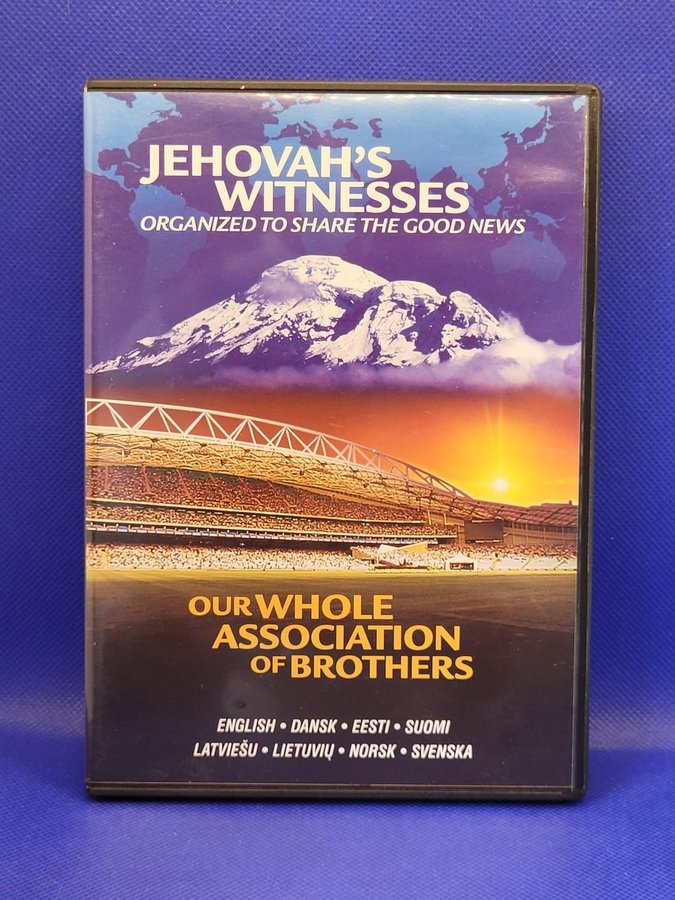 JEHOVAH'S
WITNESSES
ORGANIZED TO SHARE THE GOOD NEWS
OUR WHOLE
ASSOCIATION
OF BROTHERS
ENGLISH • DANSK • EESTI • SUOMI
LATVIEŠU • LIETUVIŲ • NORSK • SVENSKA